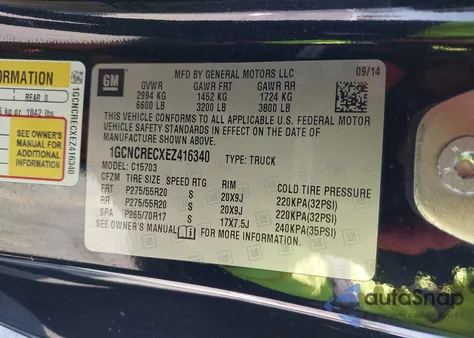 FORMATION
REAR 0
kg or 1842 lbs
SEE OWNER'S
MANUAL FOR
ADDITIONAL
INFORMATION
1GCNCRECXEZ416340
GM
MFD BY GENERAL MOTORS LLC
09/14
GVWR GAWR FRT GAWR RR
2994 KG 1452 KG 1724 KG
6600 LB 3200 LB 3800 LB
THIS VEHICLE CONFORMS TO ALL APPLICABLE U.S. FEDERAL MOTOR
VEHICLE SAFETY STANDARDS IN EFFECT ON THE DATE OF
MANUFACTURE SHOWN ABOVE.
1GCNCRECXEZ416340 TYPE: TRUCK
MODEL: C15703
CFZM TIRE SIZE SPEED RTG RIM COLD TIRE PRESSURE
FRT P275/55R20 S 20X9J 220KPA(32PSI)
RR P275/55R20 S 20X9J 220KPA(32PSI)
SPA P265/70R17 S 17X7.5J 240KPA(35PSI)
SEE OWNER'S MANUAL FOR MORE INFORMATION.
autoSnap